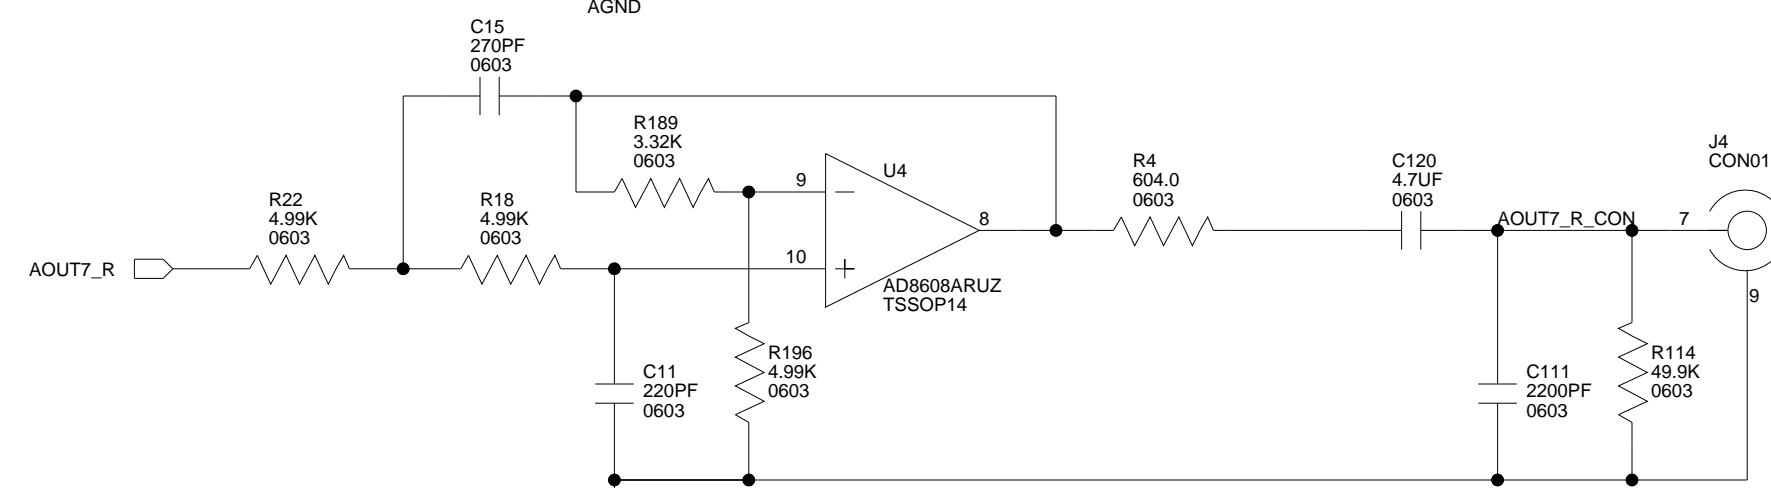 AGND
C15
270PF
0603
R189
3.32K
0603
J4
CON01
U4
R4
604.0
0603
C120
4.7UF
0603
9
R22
4.99K
0603
R18
4.99K
0603
8
AOUT7_R_CON
7
10
AOUT7_R
AD8608ARUZ
TSSOP14
9
R196
4.99K
0603
C11
220PF
0603
R114
49.9K
0603
C111
2200PF
0603